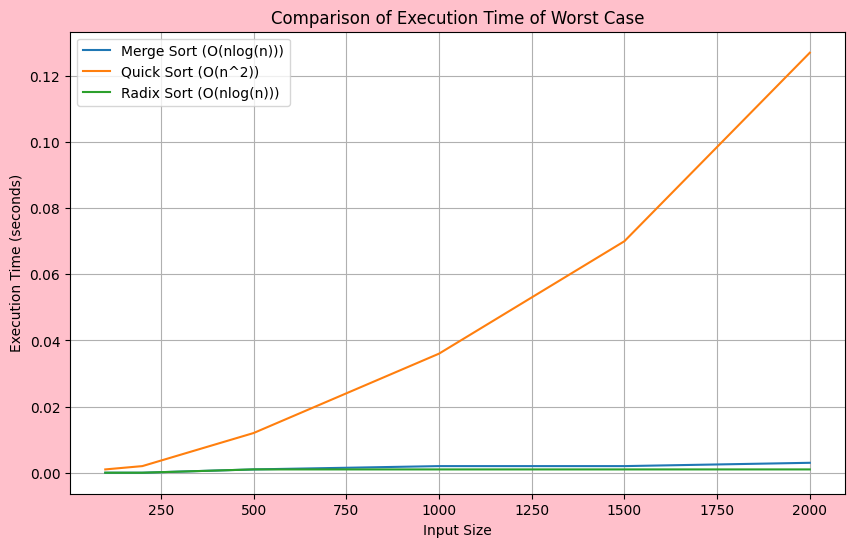 Comparison of Execution Time of Worst Case
Merge Sort (O(nlog(n)))
Quick Sort (O(n^2))
Radix Sort (O(nlog(n)))
Execution Time (seconds)
0.12
0.10
0.08
0.06
0.04
0.02
0.00
250 500 750 1000 1250 1500 1750 2000
Input Size